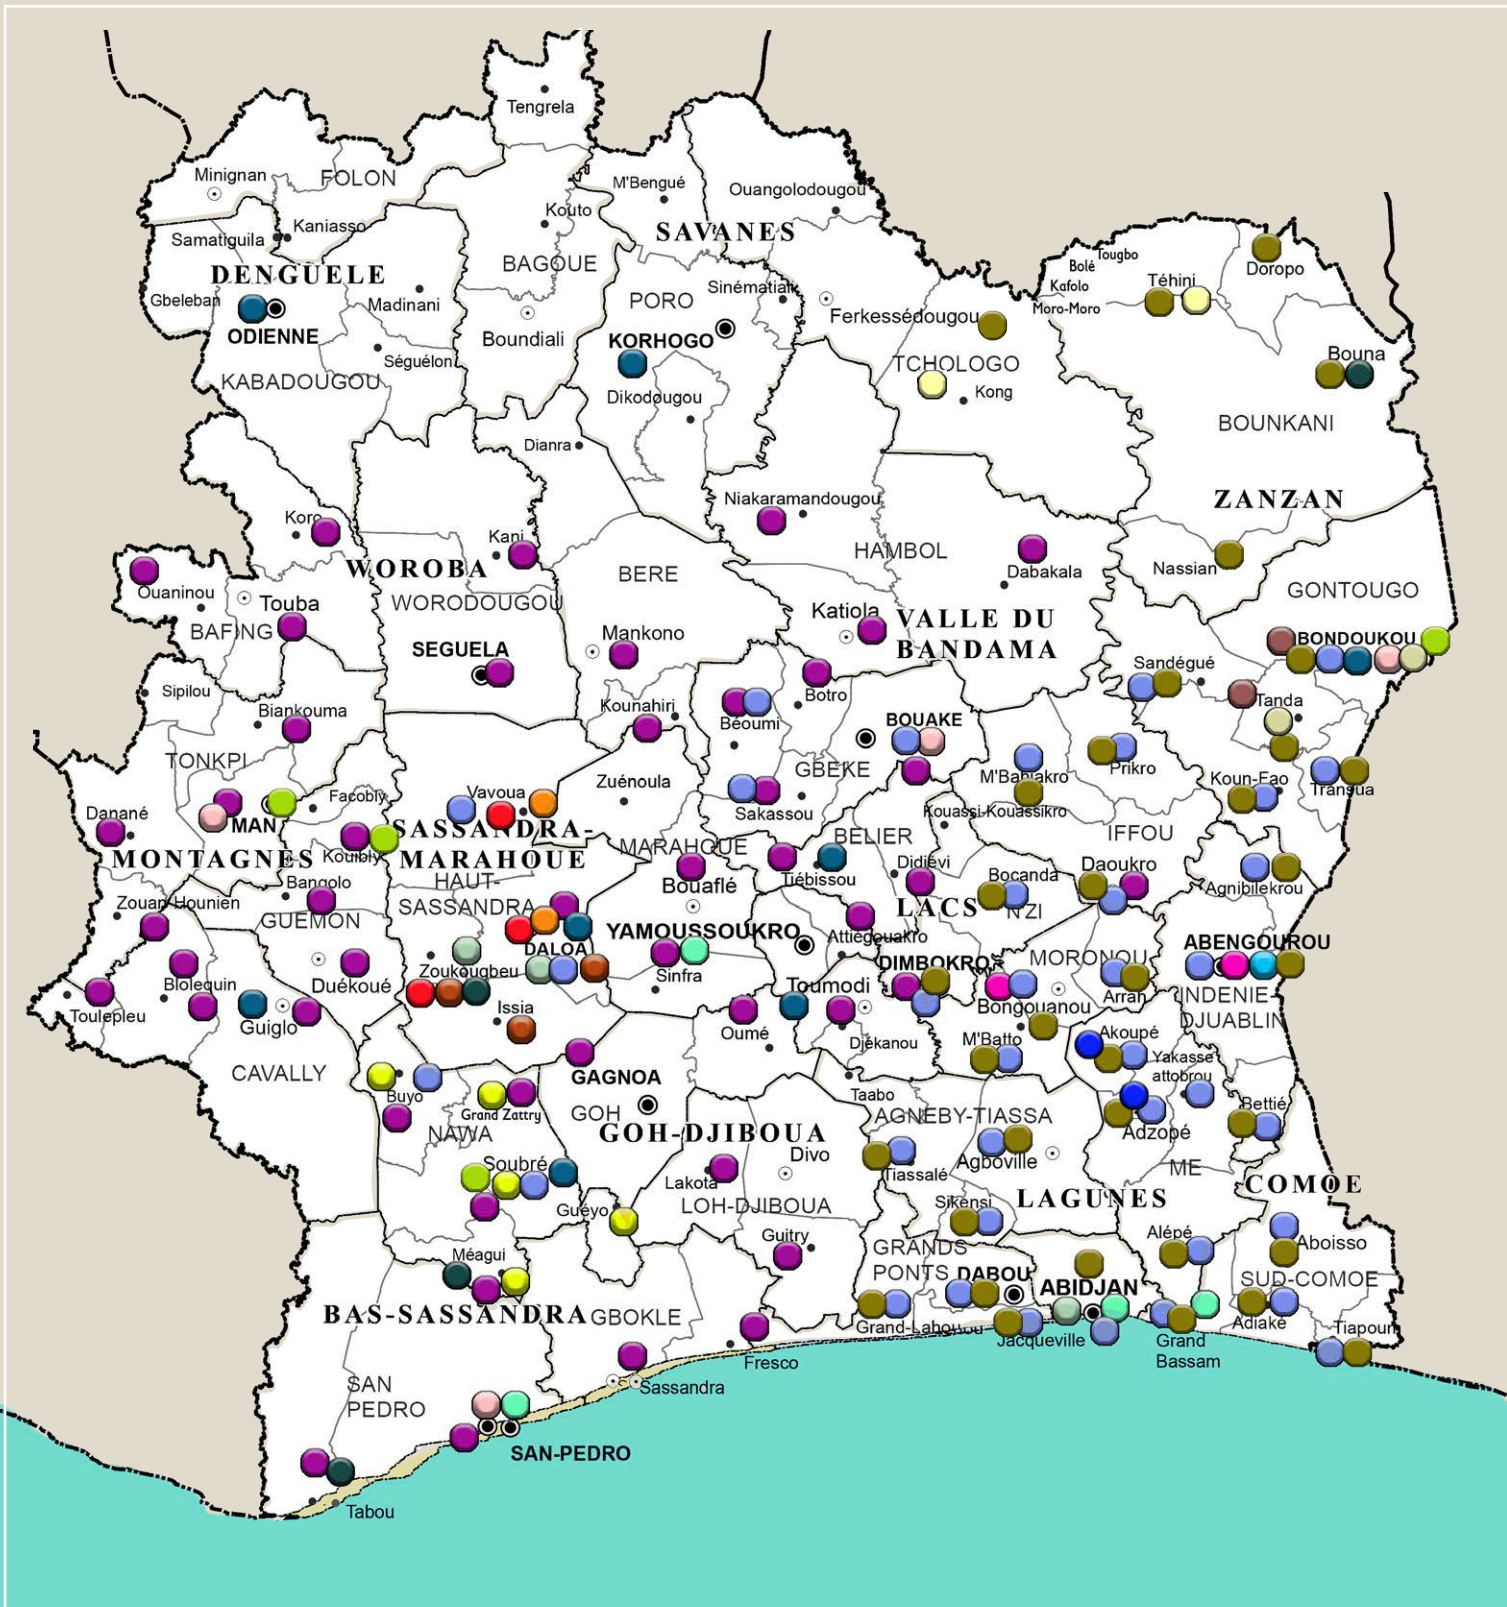 Tengrela
Minignan
FOLON
M'Bengué
Ouangolodougou
Kouto
Samatiguila
Kaniasso
SAVANES
Tougbo
Bolé
Doropo
DENGUELE
BAGOUE
Kafolo
Téhini
Gbeleban
Madinani
PORO
Sinématiali
Moro-Moro
ODIENNE
Boundiali
KORHOGO
Ferkessédougou
Séguélon
TCHOLOGO
Bouna
KABADOUGOU
Dikodougou
Kong
BOUNKANI
Dianra
Niakaramandougou
ZANZAN
Koro
Kani
HAMBOL
WOROBA
BERE
Dabakala
Nassian
Ouaninou
Touba
WORODOUGOU
GONTOUGO
BAFING
Katiola
VALLE DU
BANDAMA
Mankono
SEGUELA
BONDOUKOU
Sipilou
Sandégué
Biankouma
Kounahiri
Botro
Tanda
Béoumi
BOUAKE
TONKPI
GBEKE
M'Bahiakro
Prikro
Koun-Fao
Transua
Danané
Facobly
Vavoua
Zuénoula
Sakassou
Kouassi-Kouassikro
MAN
SASSANDRA-
MARAHOUE
MARAHOUE
BELIER
IFFOU
MONTAGNES
Kouibly
Didiévi
Daoukro
HAUT-
SASSANDRA
Bangolo
Bouaflé
Tiébissou
Bocanda
Agnibilekrou
Zouan-Hounien
GUEMON
LACS
N'ZI
YAMOUSSOUKRO
Attiégouakro
DALOA
ABENGOUROU
Zoukougbeu
Sinfra
DIMBOKRO
MORONOU
Duékoué
Blolequin
Toumodi
Bongouanou
Arrah
INDENIE-
DJUABLIN
Toulepleu
Guiglo
Issia
Oumé
Djékanou
M'Batto
Akoupé
Yakasse
attobrou
CAVALLY
GAGNOA
Buyo
Grand Zattry
GOH
Taabo
AGNEBY-TIASSA
Bettié
NAWA
GOH-DJIBOUA
Adzopé
Divo
Soubré
Lakota
Tiassalé
Agboville
ME
COMOE
Guéyo
LOH-DJIBOUA
Sikensi
LAGUNES
Guitry
Alépé
Méagui
GRANDS
PONTS
DABOU
ABIDJAN
Aboisso
SUD-COMOE
BAS-SASSANDRA
GBOKLE
Grand-Lahouou
Jacqueville
Grand
Bassam
Adiaké
Tiapoum
Fresco
SAN
PEDRO
Sassandra
SAN-PEDRO
Tabou